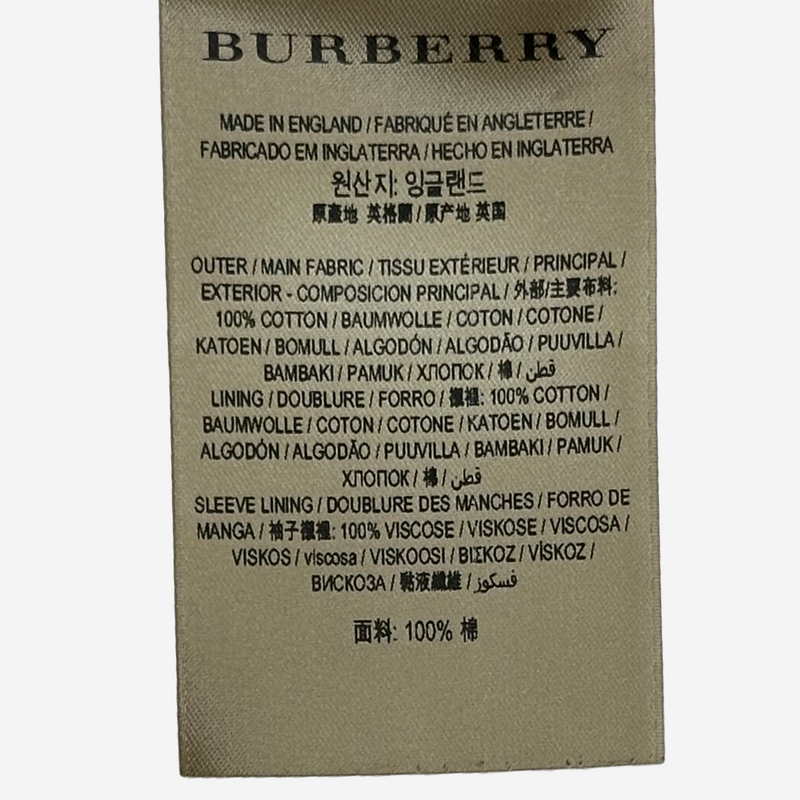 BURBERRY
MADE IN ENGLAND / FABRIQUÉ EN ANGLETERRE /
FABRICADO EM INGLATERRA / HECHO EN INGLATERRA
원산지: 잉글랜드
原產地 英格蘭 / 原产地 英国
OUTER / MAIN FABRIC / TISSU EXTÉRIEUR / PRINCIPAL /
EXTERIOR - COMPOSICION PRINCIPAL / 外部/主要布料:
100% COTTON / BAUMWOLLE / COTON / COTONE /
KATOEN / BOMULL / ALGODÓN / ALGODÃO / PUUVILLA /
BAMBAKI / PAMUK / ХЛОПОК / 棉 / قطن
LINING / DOUBLURE / FORRO / 襯裡: 100% COTTON /
BAUMWOLLE / COTON / COTONE / KATOEN / BOMULL /
ALGODÓN / ALGODÃO / PUUVILLA / BAMBAKI / PAMUK /
ХЛОПОК / 棉 / قطن
SLEEVE LINING / DOUBLURE DES MANCHES / FORRO DE
MANGA / 袖子襯裡: 100% VISCOSE / VISKOSE / VISCOSA /
VISKOS / viscosa / VISKOOSI / ΒΙΣΚΟΖ / VİSKOZ /
ВИСКОЗА / 黏液纖維 / فسكوز
面料: 100% 棉